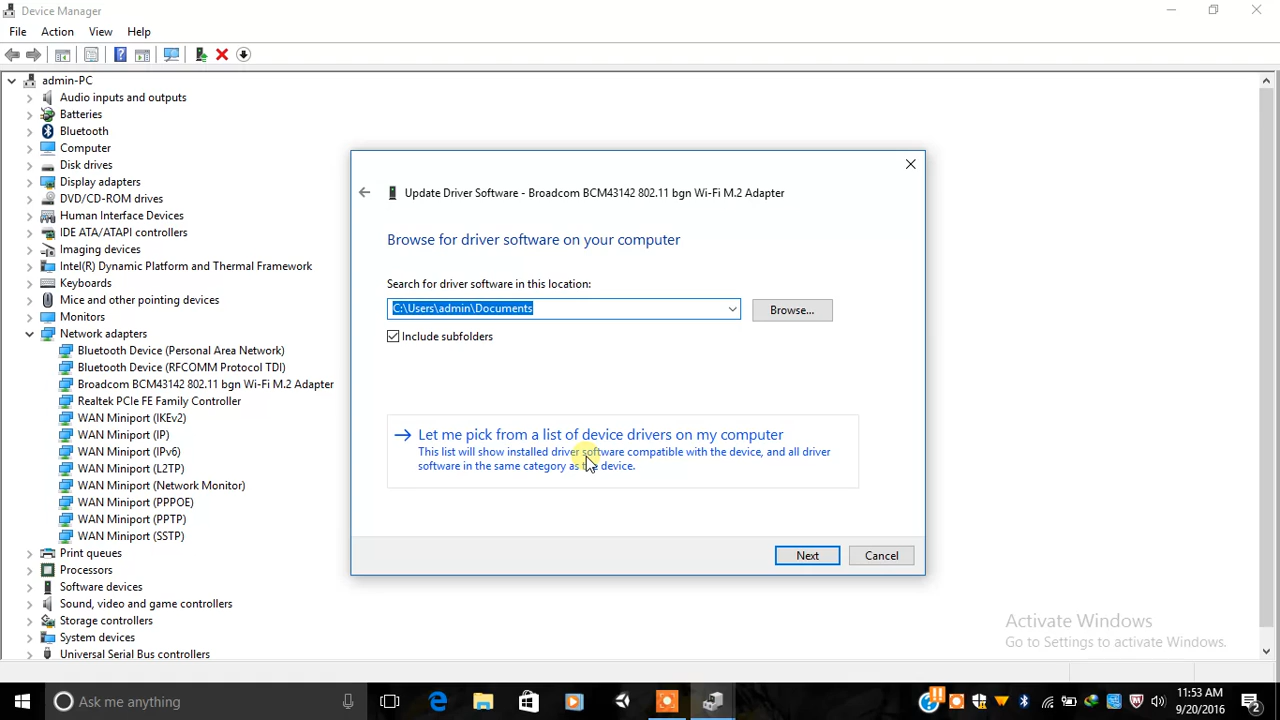 Device Manager
File Action View Help
admin-PC
Audio inputs and outputs
Batteries
Bluetooth
Computer
Disk drives
Display adapters
DVD/CD-ROM drives
Human Interface Devices
IDE ATA/ATAPI controllers
Imaging devices
Intel(R) Dynamic Platform and Thermal Framework
Keyboards
Mice and other pointing devices
Monitors
Network adapters
Bluetooth Device (Personal Area Network)
Bluetooth Device (RFCOMM Protocol TDI)
Broadcom BCM43142 802.11 bgn Wi-Fi M.2 Adapter
Realtek PCIe FE Family Controller
WAN Miniport (IKEv2)
WAN Miniport (IP)
WAN Miniport (IPv6)
WAN Miniport (L2TP)
WAN Miniport (Network Monitor)
WAN Miniport (PPPOE)
WAN Miniport (PPTP)
WAN Miniport (SSTP)
Print queues
Processors
Software devices
Sound, video and game controllers
Storage controllers
System devices
Universal Serial Bus controllers
Update Driver Software - Broadcom BCM43142 802.11 bgn Wi-Fi M.2 Adapter
Browse for driver software on your computer
Search for driver software in this location:
C:\Users\admin\Documents
Browse...
Include subfolders
Let me pick from a list of device drivers on my computer
This list will show installed driver software compatible with the device, and all driver
software in the same category as the device.
Next Cancel
Activate Windows
Go to Settings to activate Windows.
Ask me anything
11:53 AM
9/20/2016
2